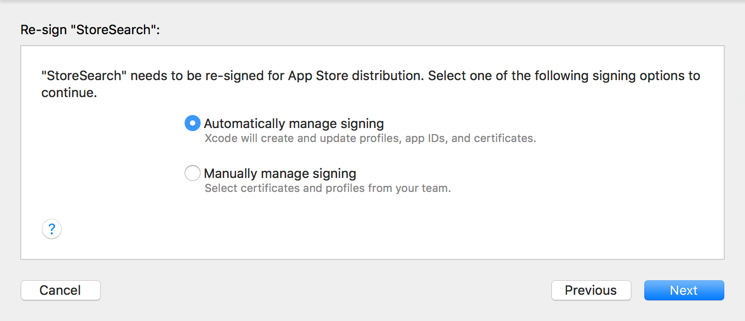 Re-sign "StoreSearch":
"StoreSearch" needs to be re-signed for App Store distribution. Select one of the following signing options to
continue.
Automatically manage signing
Xcode will create and update profiles, app IDs, and certificates.
Manually manage signing
Select certificates and profiles from your team.
?
Cancel
Previous
Next